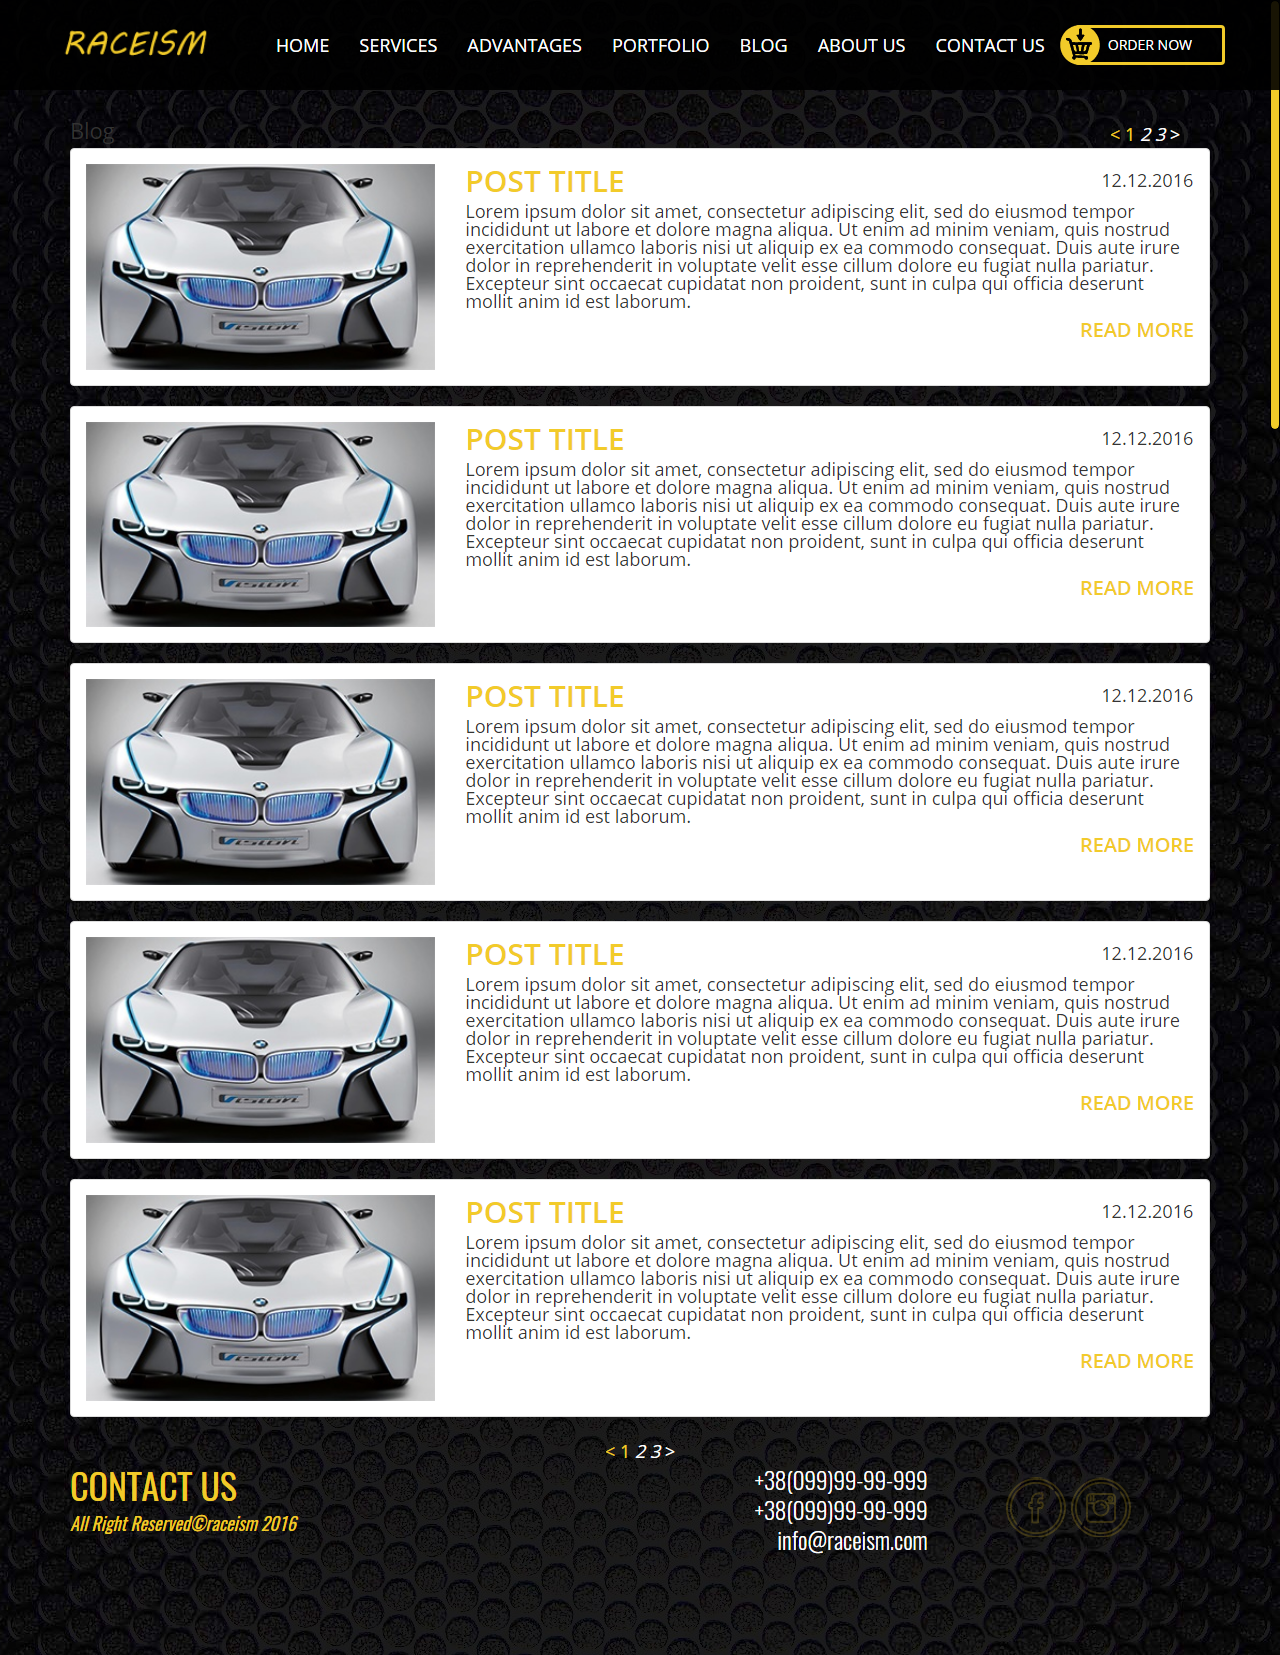 RACEISM
HOME SERVICES ADVANTAGES PORTFOLIO BLOG ABOUT US CONTACT US ORDER NOW
Blog
< 1 2 3 >
POST TITLE
12.12.2016
Lorem ipsum dolor sit amet, consectetur adipiscing elit, sed do eiusmod tempor
incididunt ut labore et dolore magna aliqua. Ut enim ad minim veniam, quis nostrud
exercitation ullamco laboris nisi ut aliquip ex ea commodo consequat. Duis aute irure
dolor in reprehenderit in voluptate velit esse cillum dolore eu fugiat nulla pariatur.
Excepteur sint occaecat cupidatat non proident, sunt in culpa qui officia deserunt
mollit anim id est laborum.
READ MORE
Vision
POST TITLE
12.12.2016
Lorem ipsum dolor sit amet, consectetur adipiscing elit, sed do eiusmod tempor
incididunt ut labore et dolore magna aliqua. Ut enim ad minim veniam, quis nostrud
exercitation ullamco laboris nisi ut aliquip ex ea commodo consequat. Duis aute irure
dolor in reprehenderit in voluptate velit esse cillum dolore eu fugiat nulla pariatur.
Excepteur sint occaecat cupidatat non proident, sunt in culpa qui officia deserunt
mollit anim id est laborum.
READ MORE
Vision
POST TITLE
12.12.2016
Lorem ipsum dolor sit amet, consectetur adipiscing elit, sed do eiusmod tempor
incididunt ut labore et dolore magna aliqua. Ut enim ad minim veniam, quis nostrud
exercitation ullamco laboris nisi ut aliquip ex ea commodo consequat. Duis aute irure
dolor in reprehenderit in voluptate velit esse cillum dolore eu fugiat nulla pariatur.
Excepteur sint occaecat cupidatat non proident, sunt in culpa qui officia deserunt
mollit anim id est laborum.
READ MORE
Vision
POST TITLE
12.12.2016
Lorem ipsum dolor sit amet, consectetur adipiscing elit, sed do eiusmod tempor
incididunt ut labore et dolore magna aliqua. Ut enim ad minim veniam, quis nostrud
exercitation ullamco laboris nisi ut aliquip ex ea commodo consequat. Duis aute irure
dolor in reprehenderit in voluptate velit esse cillum dolore eu fugiat nulla pariatur.
Excepteur sint occaecat cupidatat non proident, sunt in culpa qui officia deserunt
mollit anim id est laborum.
READ MORE
Vision
POST TITLE
12.12.2016
Lorem ipsum dolor sit amet, consectetur adipiscing elit, sed do eiusmod tempor
incididunt ut labore et dolore magna aliqua. Ut enim ad minim veniam, quis nostrud
exercitation ullamco laboris nisi ut aliquip ex ea commodo consequat. Duis aute irure
dolor in reprehenderit in voluptate velit esse cillum dolore eu fugiat nulla pariatur.
Excepteur sint occaecat cupidatat non proident, sunt in culpa qui officia deserunt
mollit anim id est laborum.
READ MORE
Vision
< 1 2 3 >
CONTACT US
All Right Reserved©raceism 2016
+38(099)99-99-999
+38(099)99-99-999
info@raceism.com